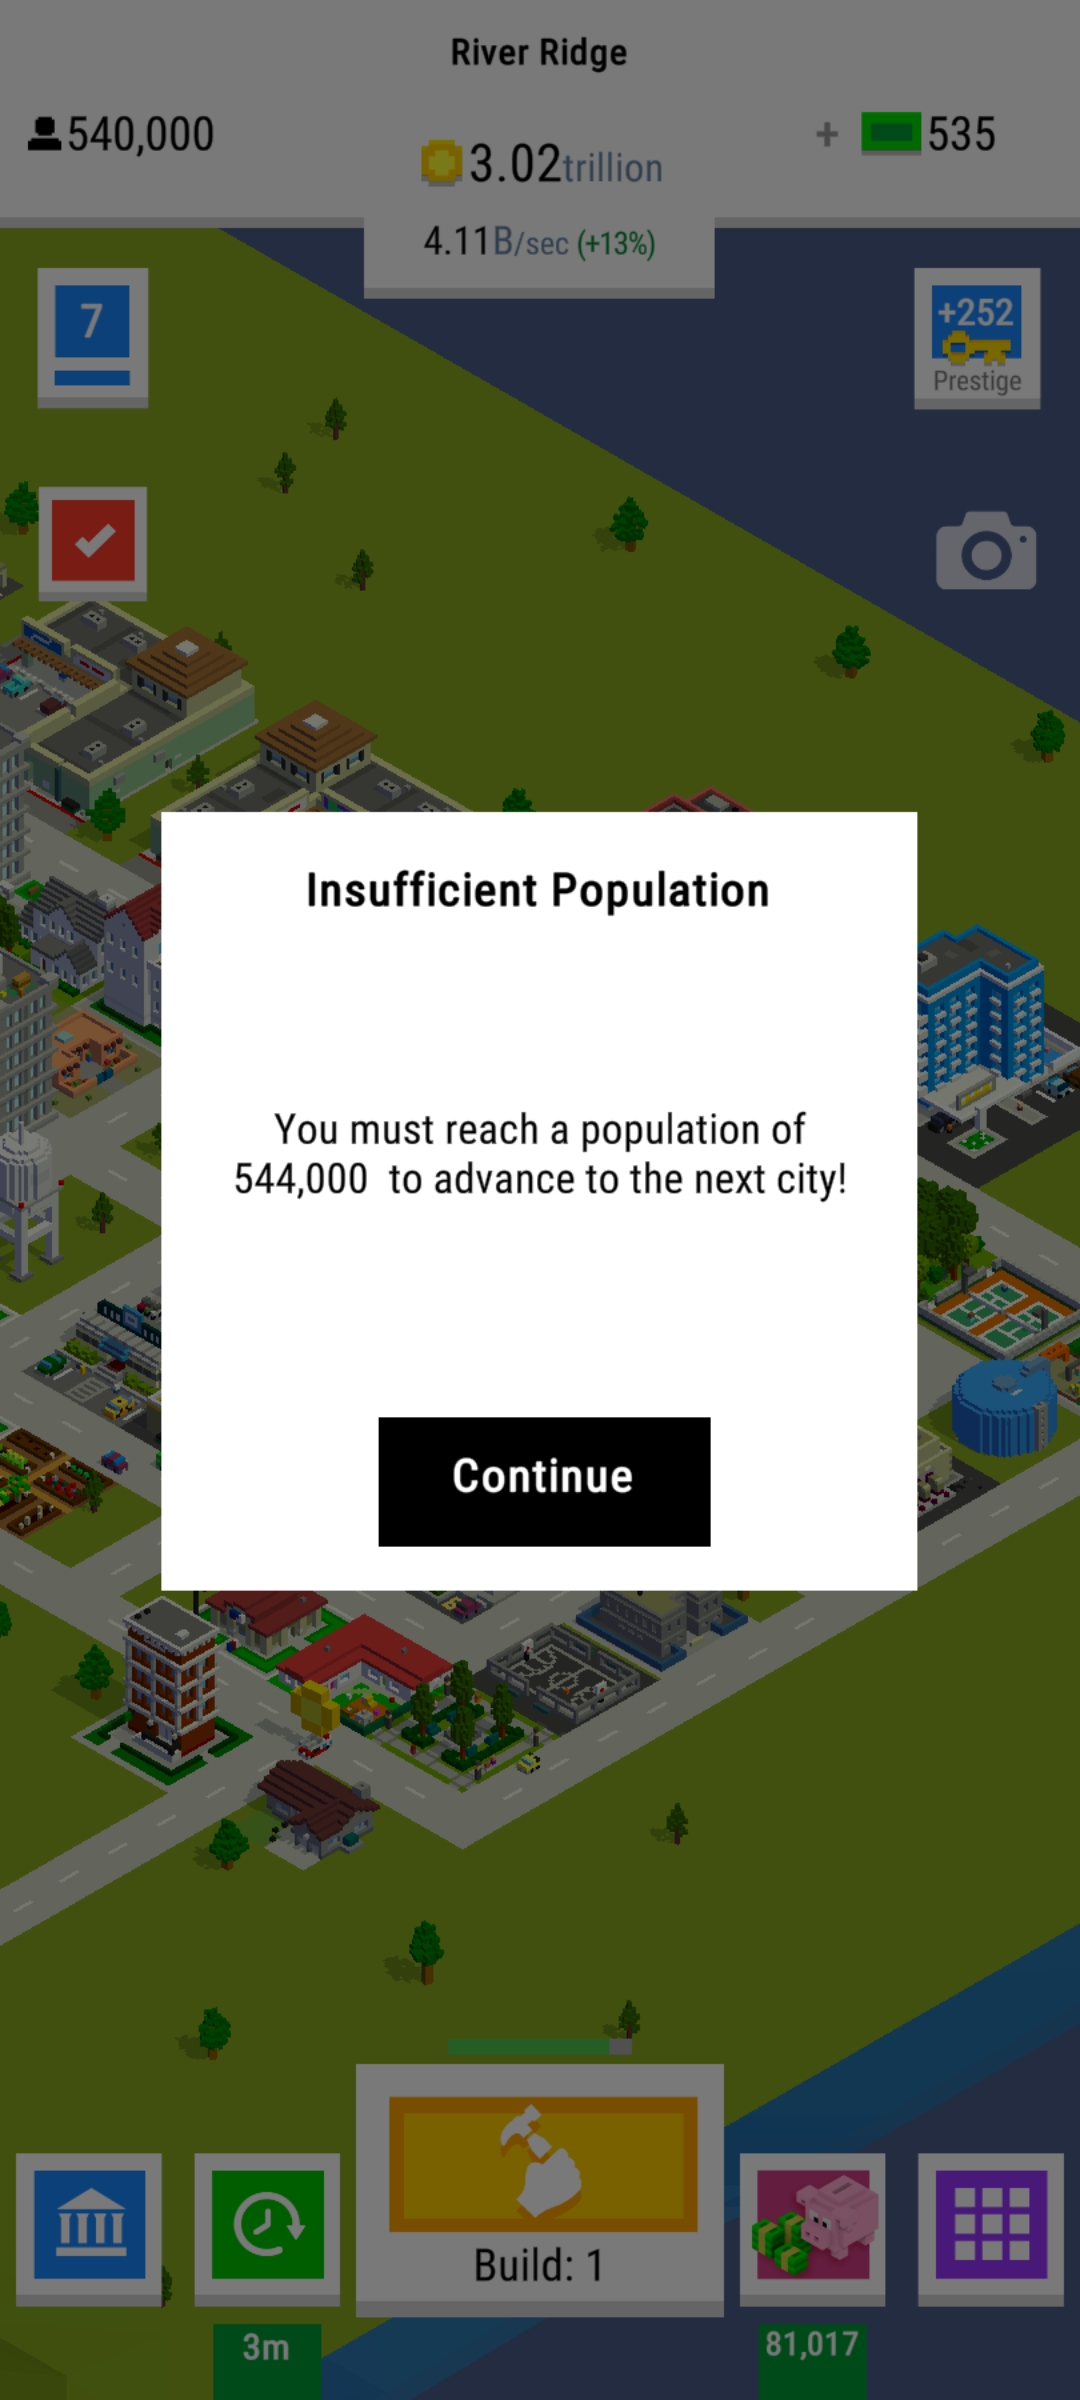 River Ridge
540,000
3.02trillion
+ 535
4.11B/sec (+13%)
7
+252
Prestige
Insufficient Population
You must reach a population of
544,000 to advance to the next city!
Continue
Build: 1
3m
81,017